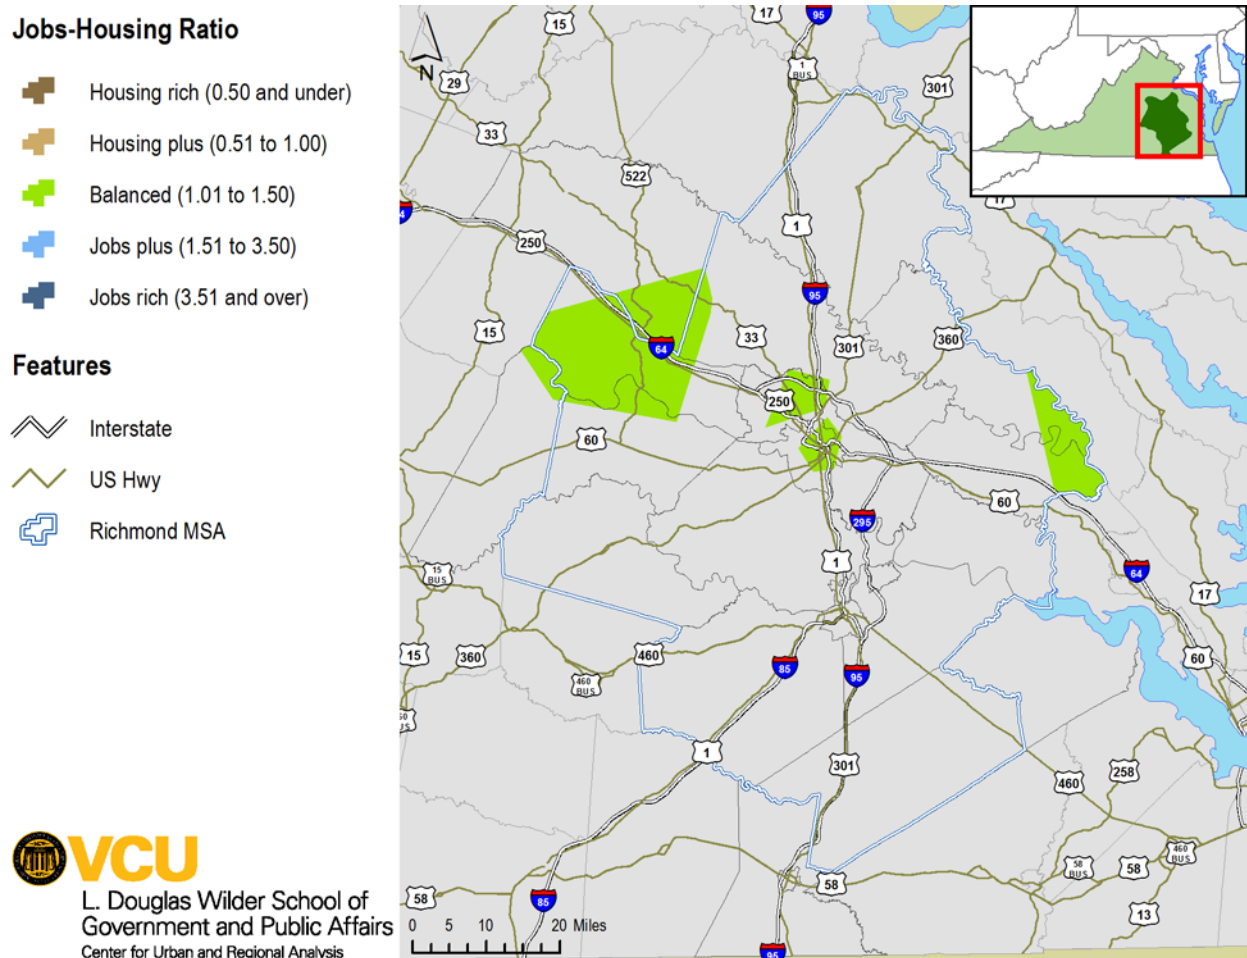 Jobs-Housing Ratio
Housing rich (0.50 and under)
Housing plus (0.51 to 1.00)
Balanced (1.01 to 1.50)
Jobs plus (1.51 to 3.50)
Jobs rich (3.51 and over)
Features
Interstate
US Hwy
Richmond MSA
VCU
L. Douglas Wilder School of
Government and Public Affairs
Center for Urban and Regional Analysis
N
15
17
95
29
1
BUS
301
33
522
17
250
1
95
15
64
33
301
360
250
60
60
295
1
15
BUS
64
17
15
360
460
460
BUS
85
95
60
1
301
460
258
58
BUS
58
460
BUS
58
85
58
13
95
0 5 10 20 Miles